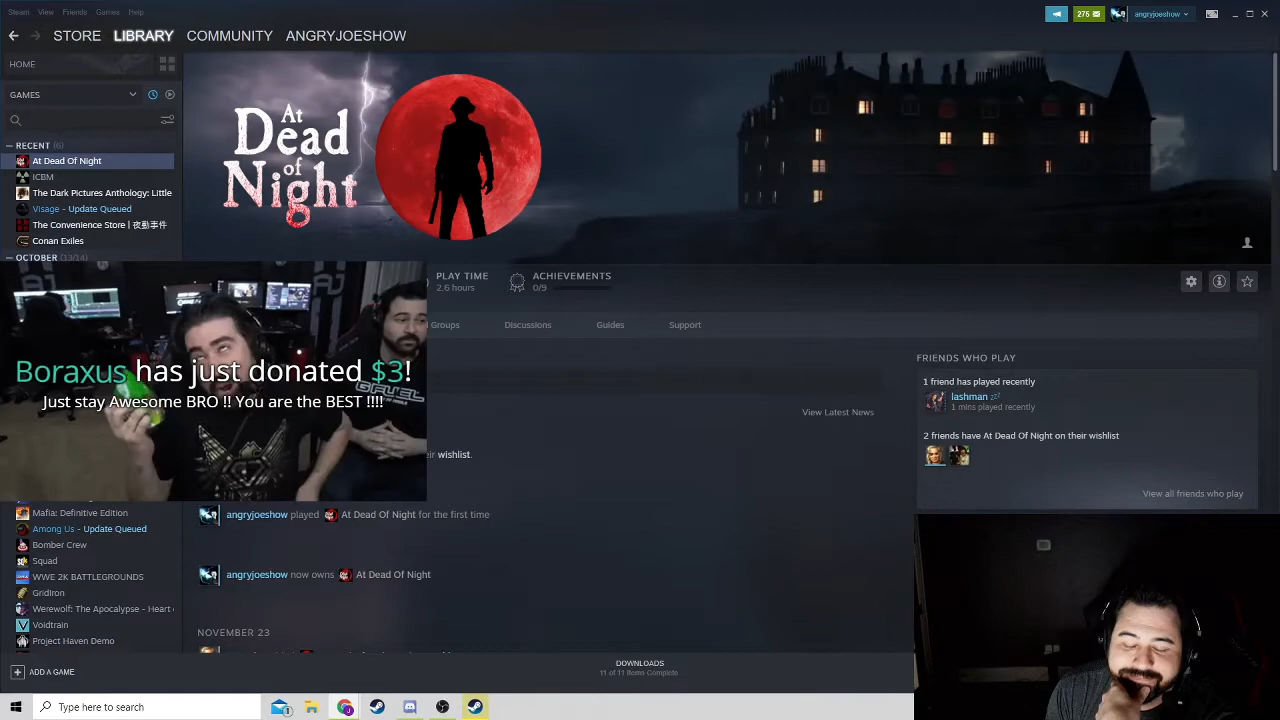 Steam View Friends Games Help
275 angryjoeshow
STORE LIBRARY COMMUNITY ANGRYJOESHOW
HOME
GAMES
RECENT (6)
At Dead Of Night
ICBM
The Dark Pictures Anthology: Little
Visage - Update Queued
The Convenience Store | 夜勤事件
Conan Exiles
OCTOBER (13/14)
At
Dead
of
Night
PLAY TIME
2.6 hours
ACHIEVEMENTS
0/9
Groups Discussions Guides Support
Boraxus has just donated $3!
Just stay Awesome BRO !! You are the BEST !!!!
View Latest News
wishlist.
FRIENDS WHO PLAY
1 friend has played recently
lashman
1 mins played recently
2 friends have At Dead Of Night on their wishlist
View all friends who play
angryjoeshow played At Dead Of Night for the first time
angryjoeshow now owns At Dead Of Night
NOVEMBER 23
Mafia: Definitive Edition
Among Us - Update Queued
Bomber Crew
Squad
WWE 2K BATTLEGROUNDS
GridIron
Werewolf: The Apocalypse - Heart
Voldtrain
Project Haven Demo
ADD A GAME
DOWNLOADS
11 of 11 Items Complete
Type here to search